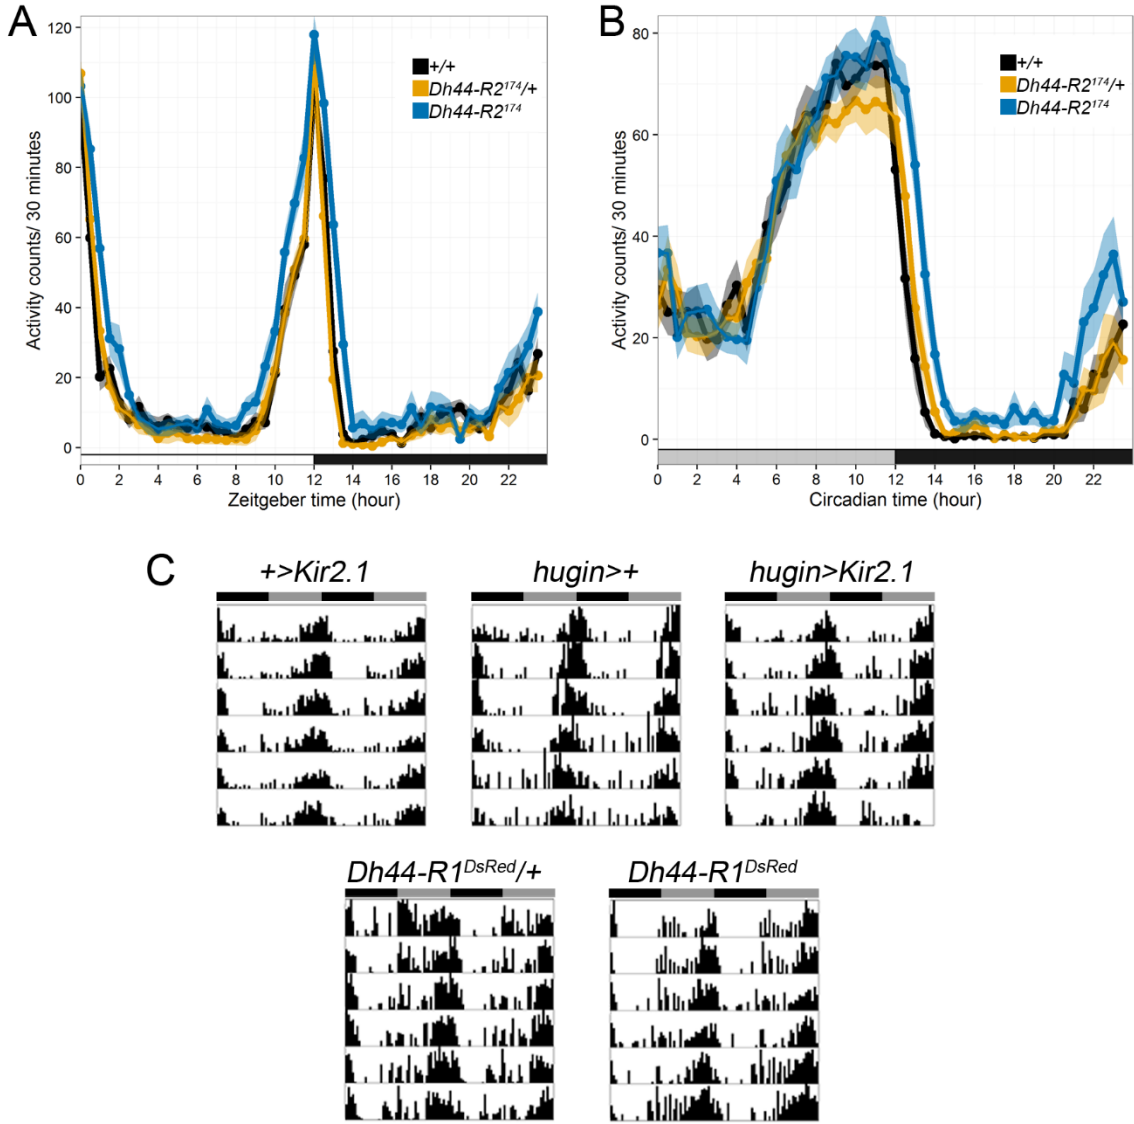 A
120
100
80
60
40
20
0
Activity counts/ 30 minutes
+/+
Dh44-R2¹⁷⁴/+
Dh44-R2¹⁷⁴
0 2 4 6 8 10 12 14 16 18 20 22
Zeitgeber time (hour)
B
80
60
40
20
0
Activity counts/ 30 minutes
+/+
Dh44-R2¹⁷⁴/+
Dh44-R2¹⁷⁴
0 2 4 6 8 10 12 14 16 18 20 22
Circadian time (hour)
C
+>Kir2.1
hugin>+
hugin>Kir2.1
Dh44-R1ᴰˢᴿᵉᵈ/+
Dh44-R1ᴰˢᴿᵉᵈ